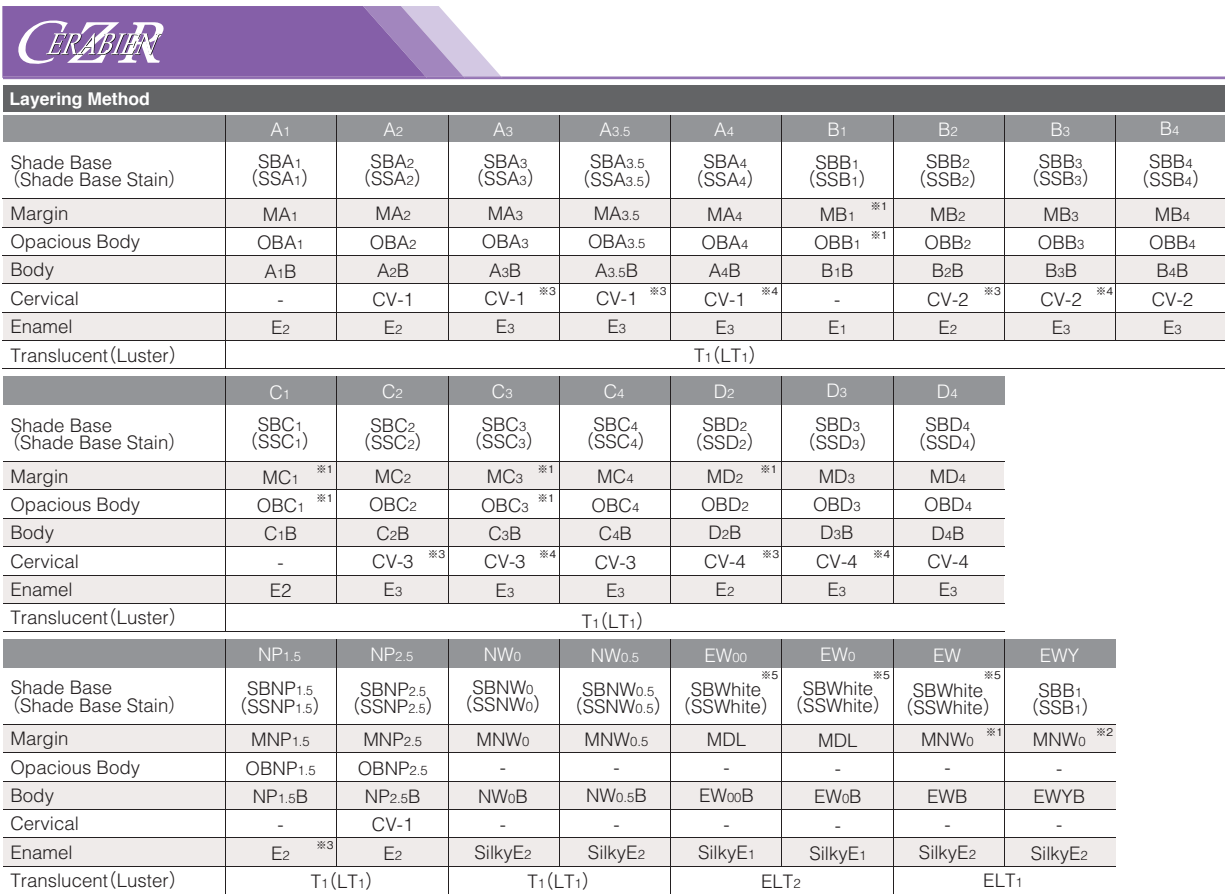 CZR CERABIEN
Layering Method
A1 A2 A3 A3.5 A4 B1 B2 B3 B4
Shade Base SBA1 SBA2 SBA3 SBA3.5 SBA4 SBB1 SBB2 SBB3 SBB4
(Shade Base Stain) (SSA1) (SSA2) (SSA3) (SSA3.5) (SSA4) (SSB1) (SSB2) (SSB3) (SSB4)
Margin MA1 MA2 MA3 MA3.5 MA4 MB1 ※1 MB2 MB3 MB4
Opacious Body OBA1 OBA2 OBA3 OBA3.5 OBA4 OBB1 ※1 OBB2 OBB3 OBB4
Body A1B A2B A3B A3.5B A4B B1B B2B B3B B4B
Cervical - CV-1 CV-1 ※3 CV-1 ※3 CV-1 ※4 - CV-2 ※3 CV-2 ※4 CV-2
Enamel E2 E2 E3 E3 E3 E1 E2 E3 E3
Translucent(Luster) T1(LT1)
C1 C2 C3 C4 D2 D3 D4
Shade Base SBC1 SBC2 SBC3 SBC4 SBD2 SBD3 SBD4
(Shade Base Stain) (SSC1) (SSC2) (SSC3) (SSC4) (SSD2) (SSD3) (SSD4)
Margin MC1 ※1 MC2 MC3 ※1 MC4 MD2 ※1 MD3 MD4
Opacious Body OBC1 ※1 OBC2 OBC3 ※1 OBC4 OBD2 OBD3 OBD4
Body C1B C2B C3B C4B D2B D3B D4B
Cervical - CV-3 ※3 CV-3 ※4 CV-3 CV-4 ※3 CV-4 ※4 CV-4
Enamel E2 E3 E3 E3 E2 E3 E3
Translucent(Luster) T1(LT1)
NP1.5 NP2.5 NW0 NW0.5 EW00 EW0 EW EWY
Shade Base SBNP1.5 SBNP2.5 SBNW0 SBNW0.5 SBWhite ※5 SBWhite ※5 SBWhite ※5 SBB1
(Shade Base Stain) (SSNP1.5) (SSNP2.5) (SSNW0) (SSNW0.5) (SSWhite) (SSWhite) (SSWhite) (SSB1)
Margin MNP1.5 MNP2.5 MNW0 MNW0.5 MDL MDL MNW0 ※1 MNW0 ※2
Opacious Body OBNP1.5 OBNP2.5 - - - - - -
Body NP1.5B NP2.5B NW0B NW0.5B EW00B EW0B EWB EWYB
Cervical - CV-1 - - - - - -
Enamel E2 ※3 E2 SilkyE2 SilkyE2 SilkyE1 SilkyE1 SilkyE2 SilkyE2
Translucent(Luster) T1(LT1) T1(LT1) ELT2 ELT1